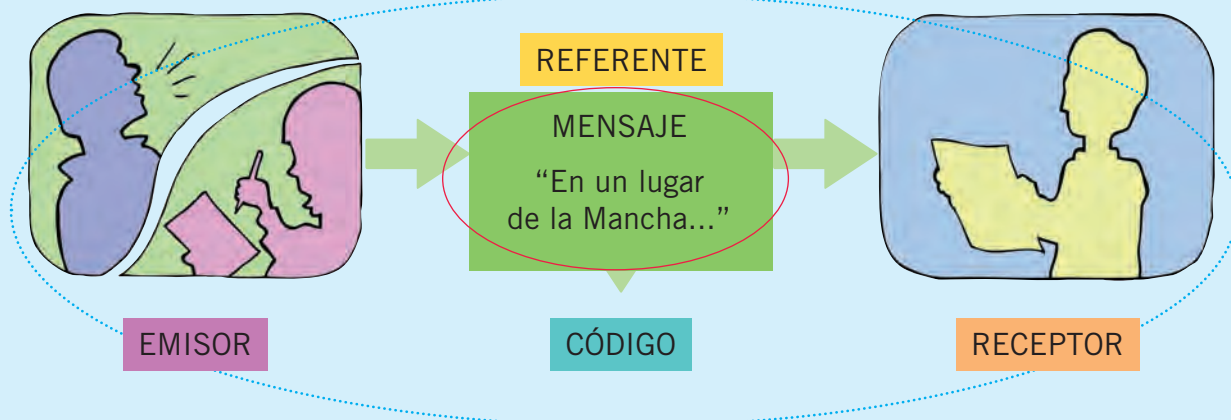 REFERENTE
MENSAJE
“En un lugar
de la Mancha...”
EMISOR
CÓDIGO
RECEPTOR